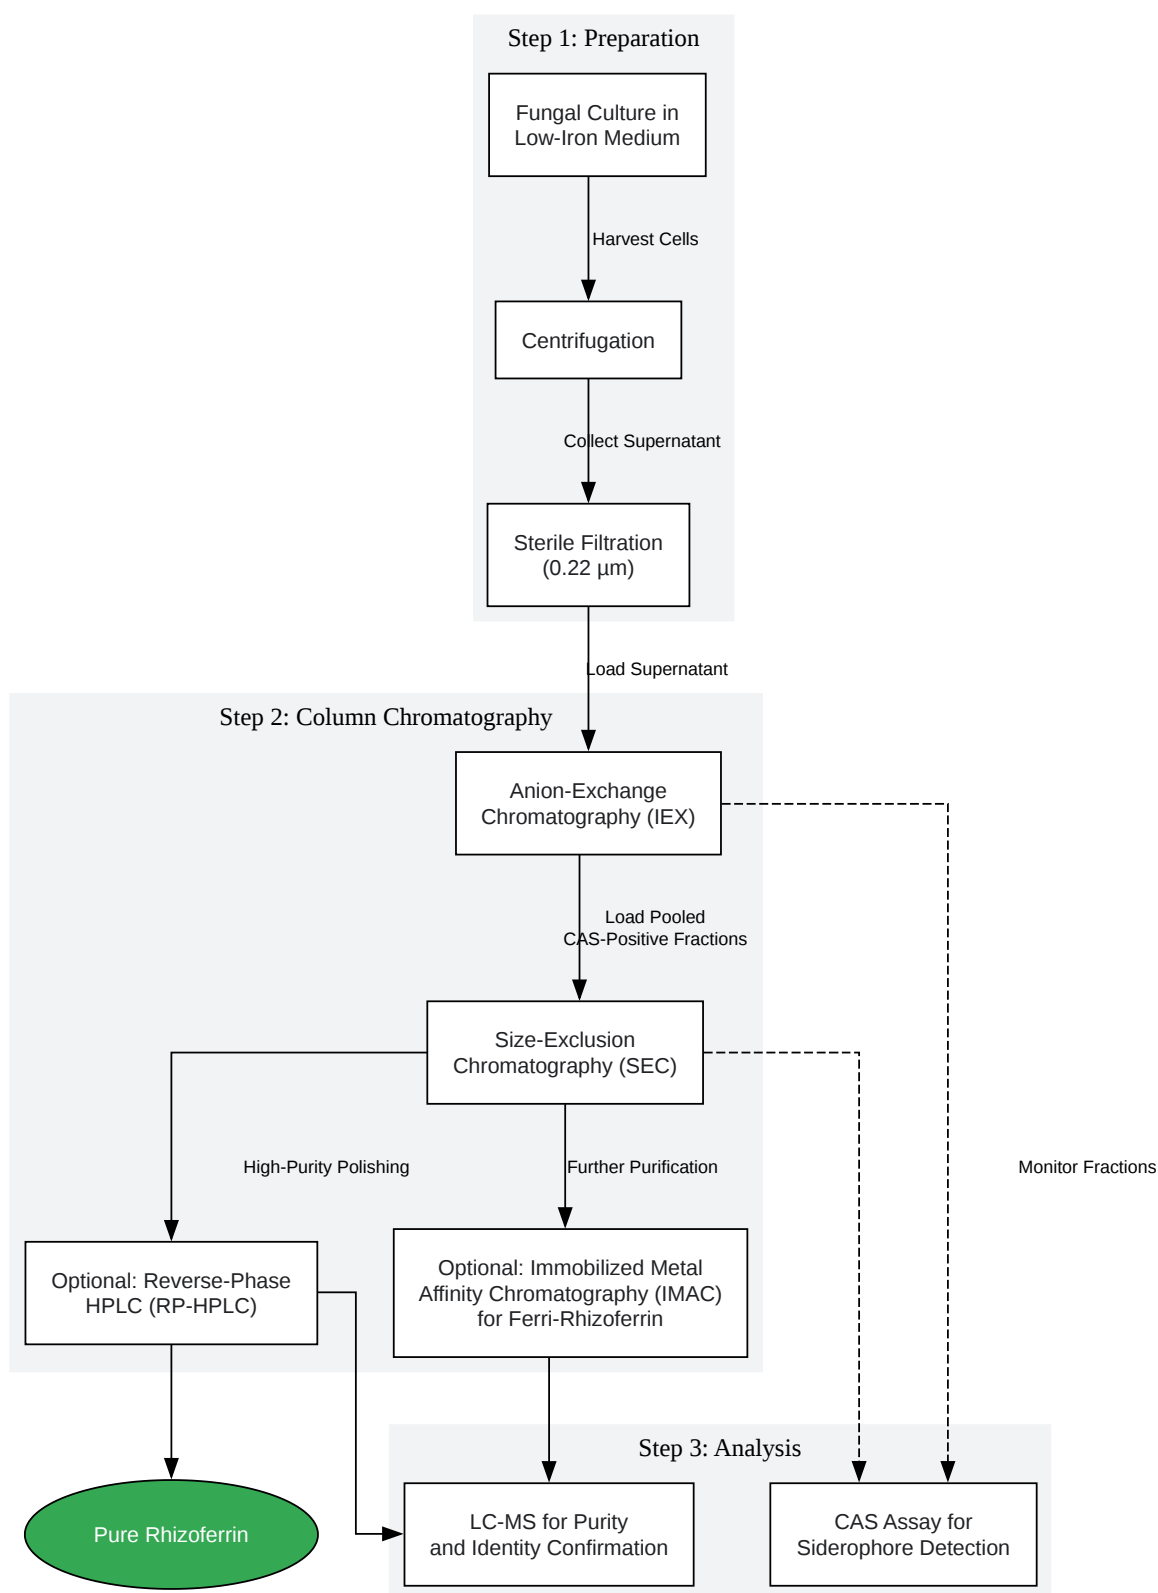 Step 1: Preparation
Fungal Culture in
Low-Iron Medium
Harvest Cells
Centrifugation
Collect Supernatant
Sterile Filtration
(0.22 µm)
Load Supernatant
Step 2: Column Chromatography
Anion-Exchange
Chromatography (IEX)
Load Pooled
CAS-Positive Fractions
Size-Exclusion
Chromatography (SEC)
High-Purity Polishing
Further Purification
Monitor Fractions
Optional: Reverse-Phase
HPLC (RP-HPLC)
Optional: Immobilized Metal
Affinity Chromatography (IMAC)
for Ferri-Rhizoferrin
Step 3: Analysis
Pure Rhizoferrin
LC-MS for Purity
and Identity Confirmation
CAS Assay for
Siderophore Detection